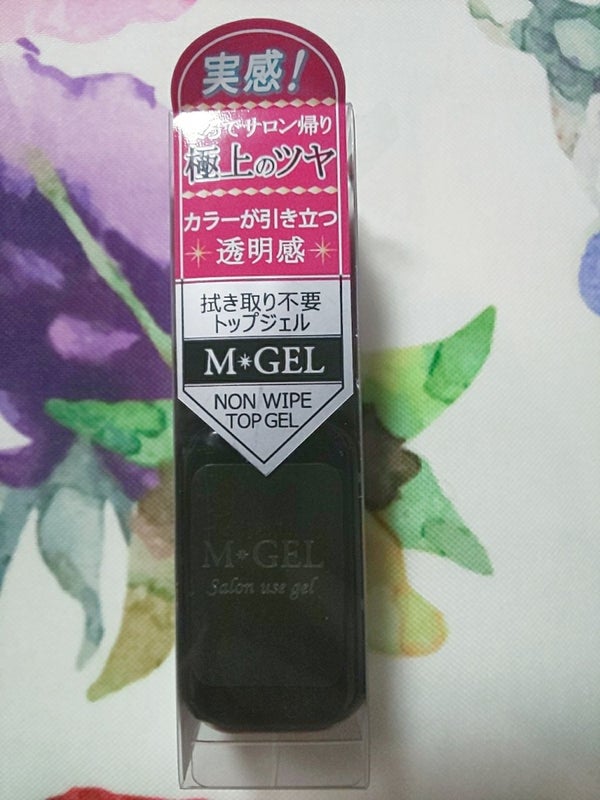 実感!
でサロン帰り
極上のツヤ
カラーが引き立つ
透明感
拭き取り不要
トップジェル
M*GEL
NON WIPE
TOP GEL
M*GEL
Salon use gel